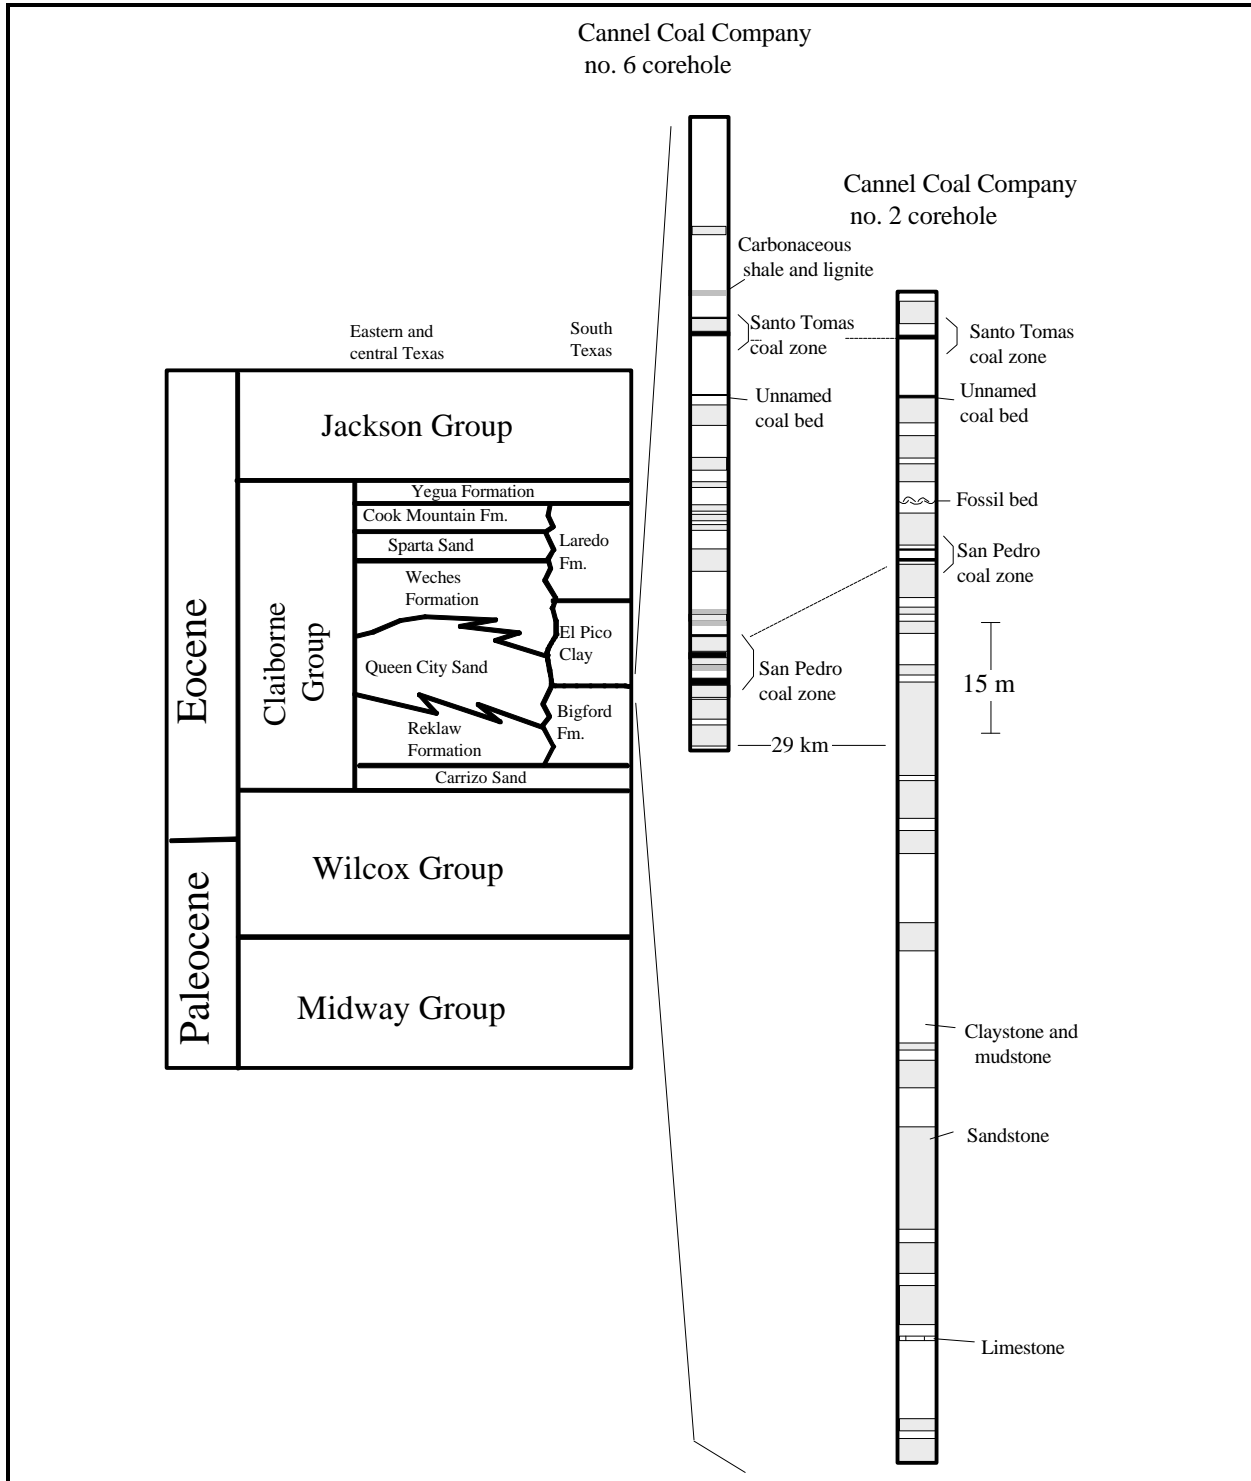 Cannel Coal Company
no. 6 corehole
Cannel Coal Company
no. 2 corehole
Carbonaceous
shale and lignite
Santo Tomas
coal zone
Santo Tomas
coal zone
Unnamed
coal bed
Unnamed
coal bed
Fossil bed
San Pedro
coal zone
San Pedro
coal zone
15 m
29 km
Claystone and
mudstone
Sandstone
Limestone
Eastern and
central Texas
South
Texas
Eocene
Paleocene
Jackson Group
Claiborne
Group
Yegua Formation
Cook Mountain Fm.
Sparta Sand
Laredo
Fm.
Weches
Formation
El Pico
Clay
Queen City Sand
Bigford
Fm.
Reklaw
Formation
Carrizo Sand
Wilcox Group
Midway Group